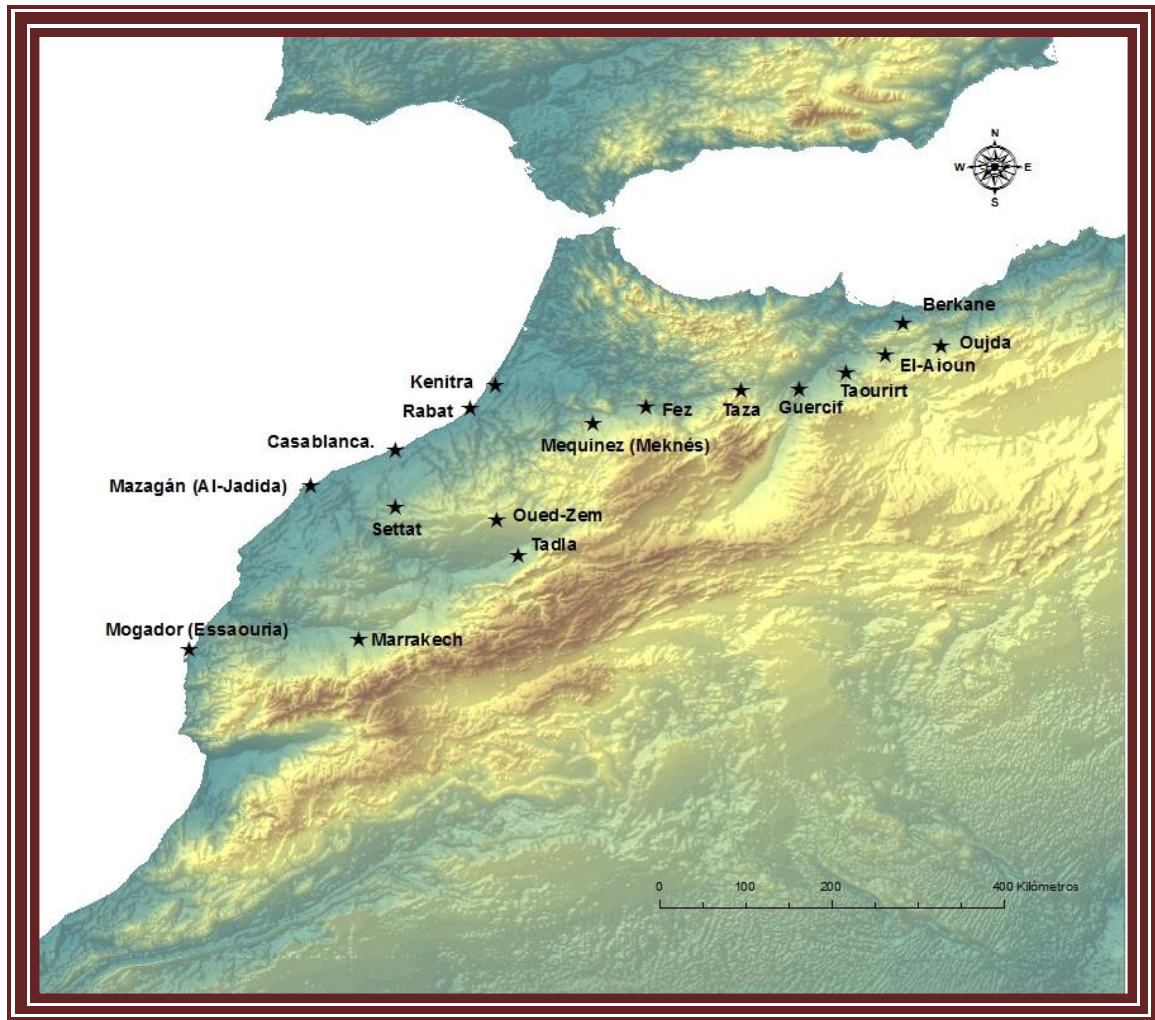 N
W E
S
Berkane
Oujda
El-Aioun
Taourirt
Kenitra
Rabat
Fez
Taza
Guercif
Casablanca.
Mequinez (Meknés)
Mazagán (Al-Jadida)
Settat
Oued-Zem
Tadla
Mogador (Essaouria)
Marrakech
0 100 200 400 Kilómetros